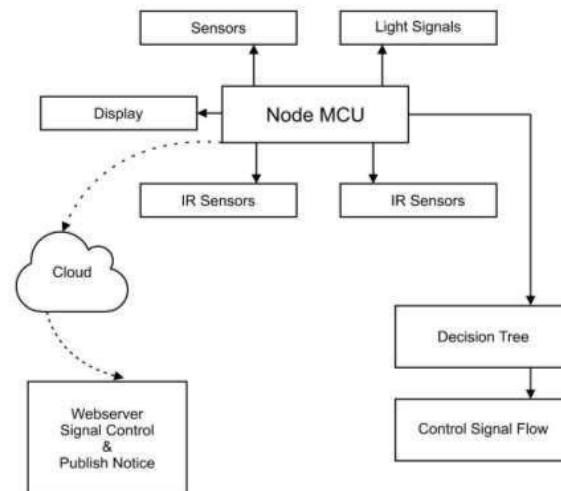 Sensors
Light Signals
Display
Node MCU
IR Sensors
IR Sensors
Cloud
Decision Tree
Webserver
Signal Control
&
Publish Notice
Control Signal Flow